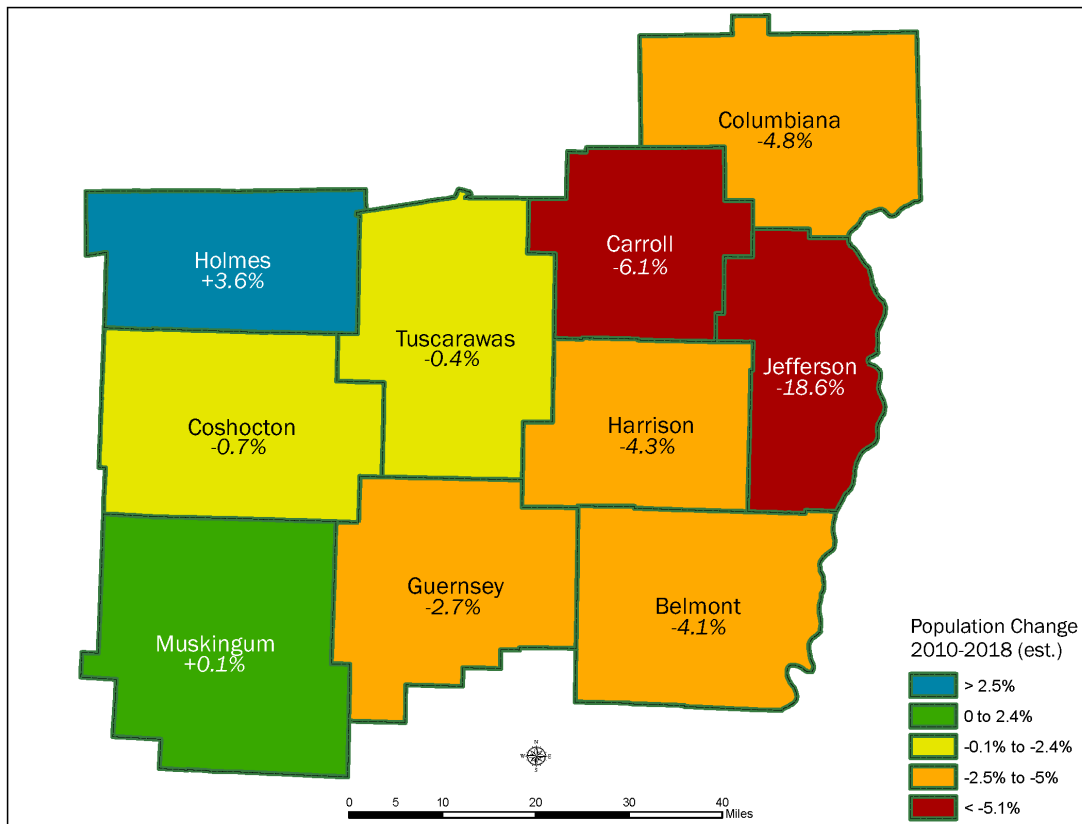 Columbiana
-4.8%
Carroll
-6.1%
Holmes
+3.6%
Tuscarawas
-0.4%
Jefferson
-18.6%
Coshocton
-0.7%
Harrison
-4.3%
Guernsey
-2.7%
Belmont
-4.1%
Muskingum
+0.1%
Population Change
2010-2018 (est.)
> 2.5%
0 to 2.4%
-0.1% to -2.4%
-2.5% to -5%
< -5.1%
N
W E
S
0 5 10 20 30 40
Miles